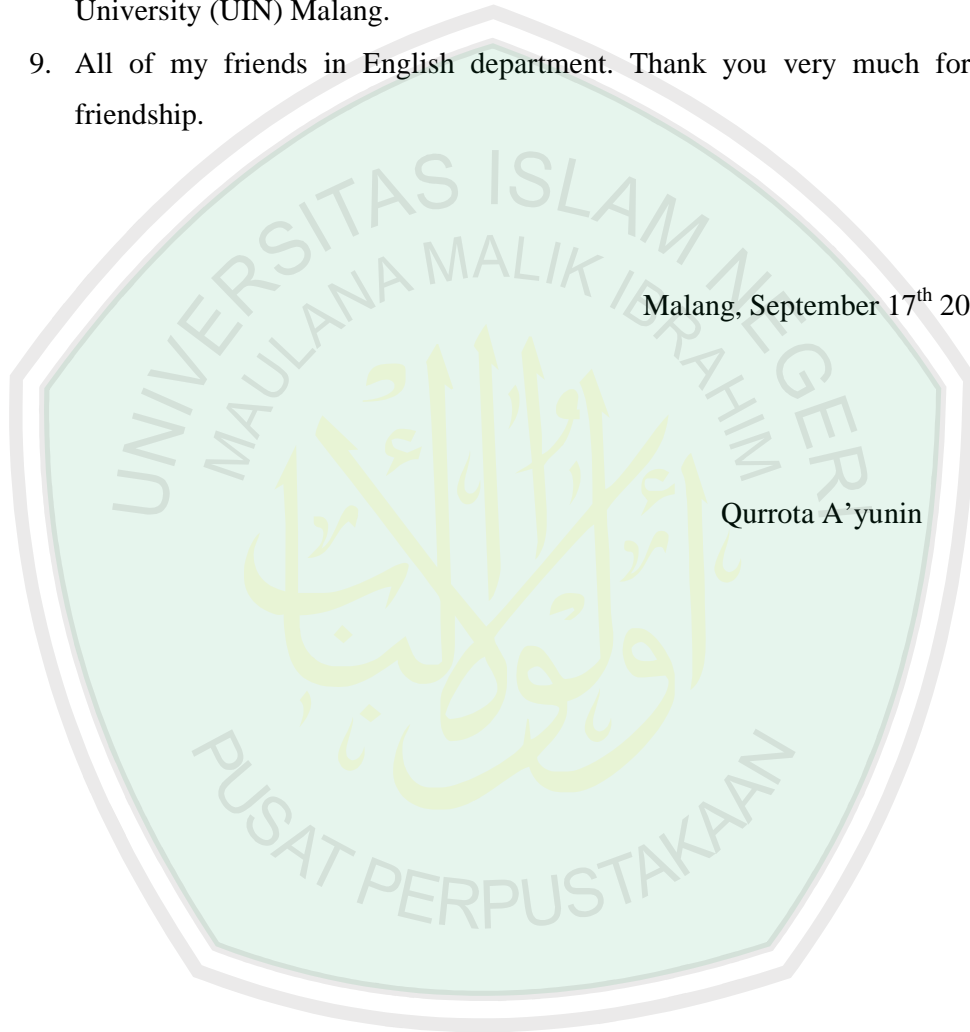 University (UIN) Malang.
9. All of my friends in English department. Thank you very much for
friendship.
UNIVERSITAS ISLAM NEGERI
MAULANA MALIK IBRAHIM
Malang, September 17th 20
Qurrota A’yunin
PUSAT PERPUSTAKAAN